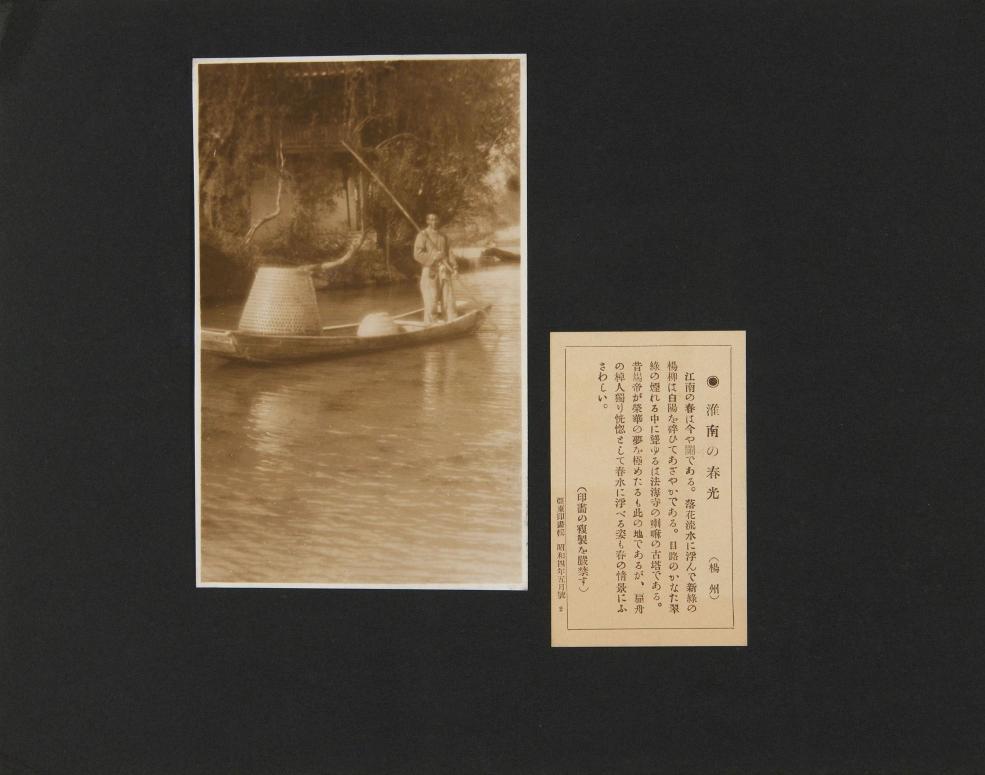 ◉ 淮南の春光 (楊州)
江南の春は今や闌である。落花流水に浮んで新綠の
楊柳は白陽を碎ひてあざやかである。目路のかなた翠
綠の煙れる中に聳ゆるは法海寺の喇嘛の古塔である。
昔煬帝が榮華の夢を極めたるも此の地であるが、扁舟
の棹人獨り恍惚として春水に浮べる姿も春の情景にふ
さわしい。
(印畵の複製を嚴禁す)
亞東印畵輯 昭和四年五月號 2